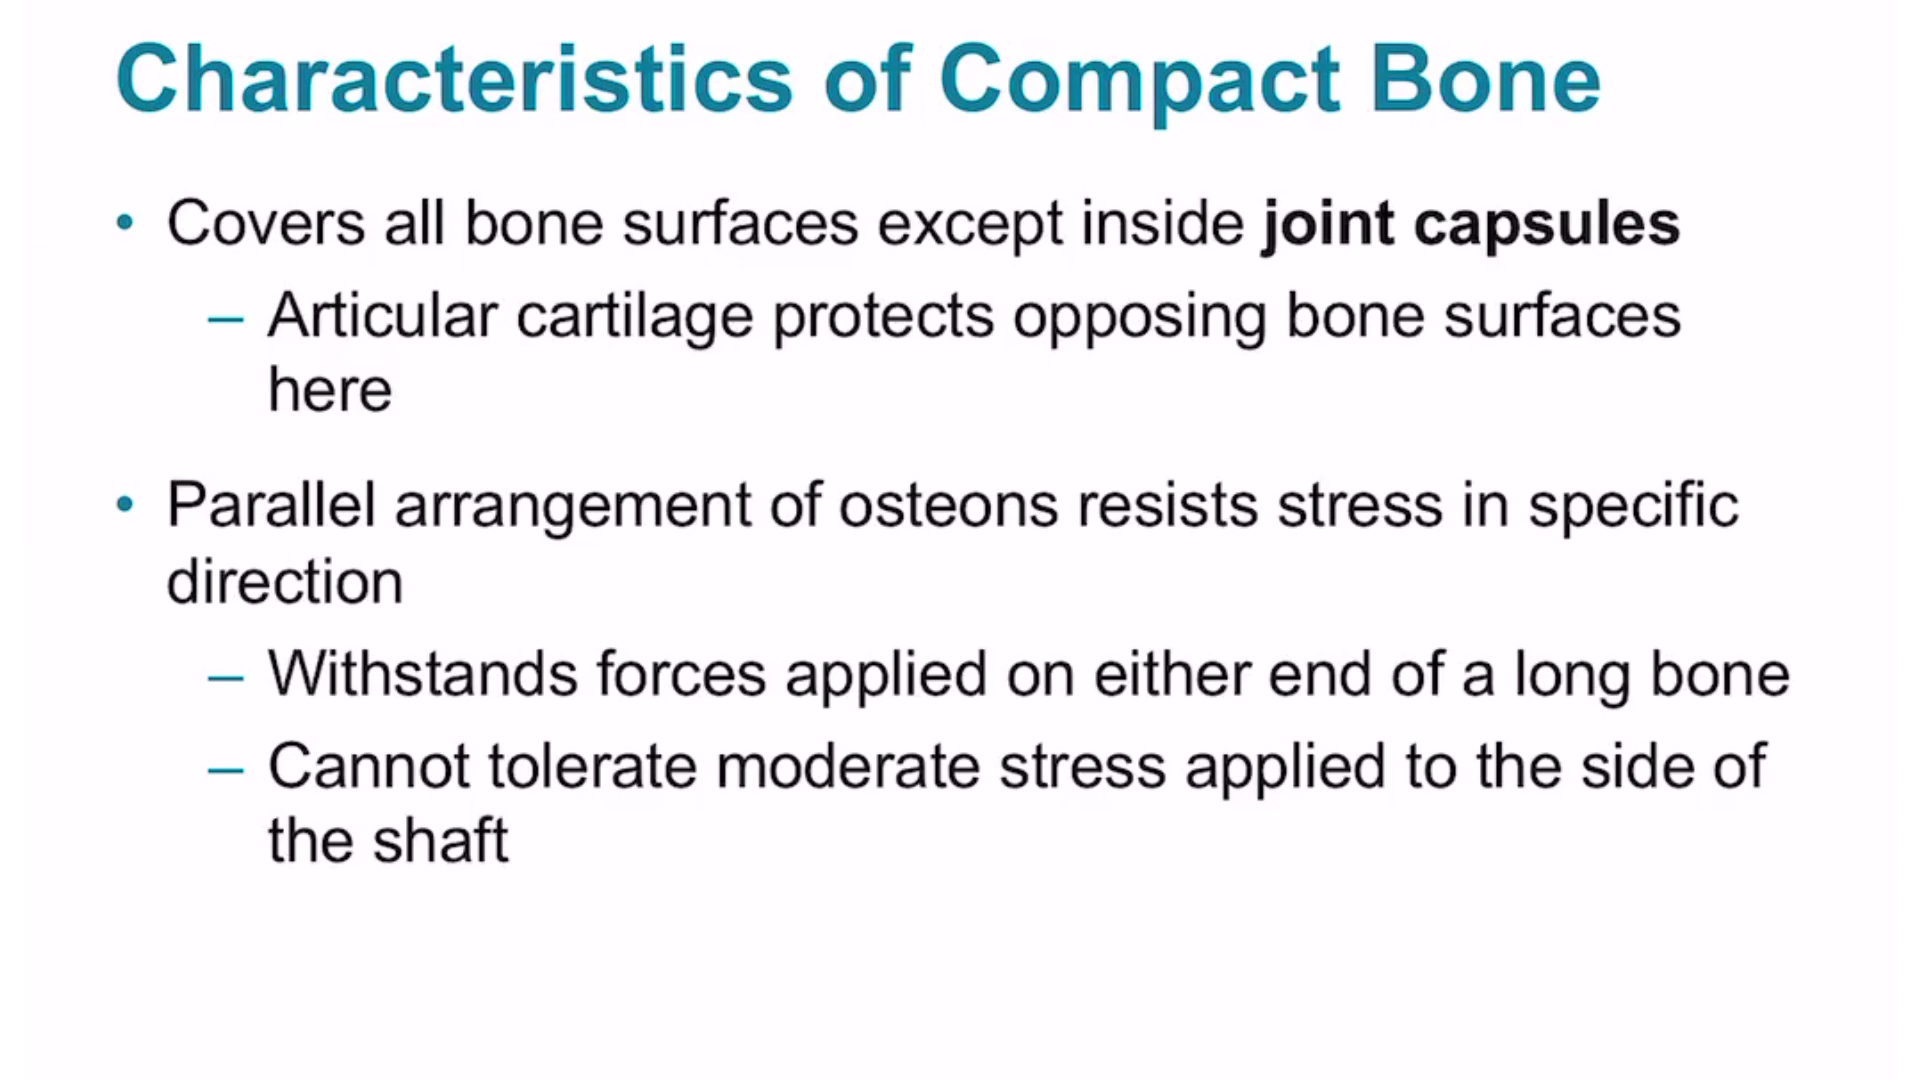 Characteristics of Compact Bone
• Covers all bone surfaces except inside joint capsules
– Articular cartilage protects opposing bone surfaces
here
• Parallel arrangement of osteons resists stress in specific
direction
– Withstands forces applied on either end of a long bone
– Cannot tolerate moderate stress applied to the side of
the shaft